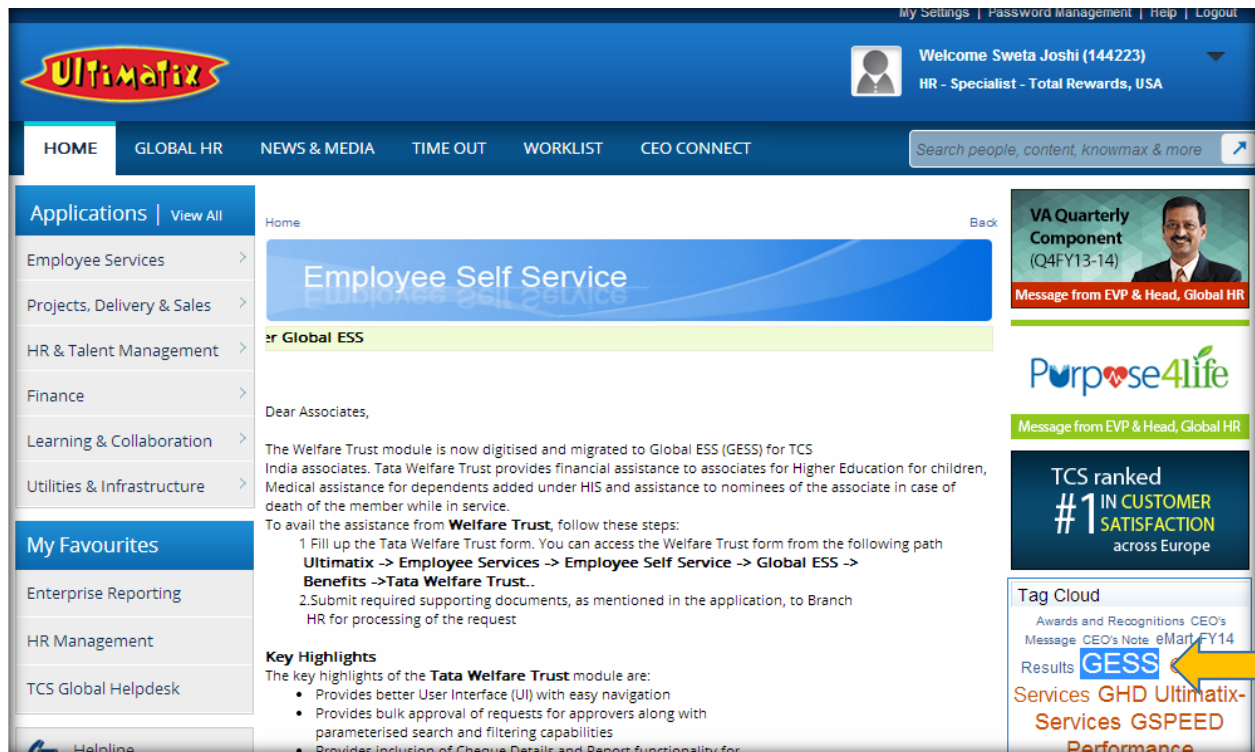 My Settings | Password Management | Help | Logout
UlTiMaTiX
Welcome Sweta Joshi (144223)
HR - Specialist - Total Rewards, USA
HOME GLOBAL HR NEWS & MEDIA TIME OUT WORKLIST CEO CONNECT
Search people, content, knowmax & more
Applications | View All
Employee Services
Projects, Delivery & Sales
HR & Talent Management
Finance
Learning & Collaboration
Utilities & Infrastructure
My Favourites
Enterprise Reporting
HR Management
TCS Global Helpdesk
Helpline
Home Back
Employee Self Service
er Global ESS
Dear Associates,
The Welfare Trust module is now digitised and migrated to Global ESS (GESS) for TCS
India associates. Tata Welfare Trust provides financial assistance to associates for Higher Education for children,
Medical assistance for dependents added under HIS and assistance to nominees of the associate in case of
death of the member while in service.
To avail the assistance from Welfare Trust, follow these steps:
1 Fill up the Tata Welfare Trust form. You can access the Welfare Trust form from the following path
Ultimatix -> Employee Services -> Employee Self Service -> Global ESS ->
Benefits ->Tata Welfare Trust..
2.Submit required supporting documents, as mentioned in the application, to Branch
HR for processing of the request
Key Highlights
The key highlights of the Tata Welfare Trust module are:
• Provides better User Interface (UI) with easy navigation
• Provides bulk approval of requests for approvers along with
parameterised search and filtering capabilities
• Provides inclusion of Cheque Details and Report functionality for
VA Quarterly
Component
(Q4FY13-14)
Message from EVP & Head, Global HR
Purpose4life
Message from EVP & Head, Global HR
TCS ranked
#1 IN CUSTOMER
SATISFACTION
across Europe
Tag Cloud
Awards and Recognitions CEO's
Message CEO's Note eMart FY14
Results GESS
Services GHD Ultimatix-
Services GSPEED
Performance